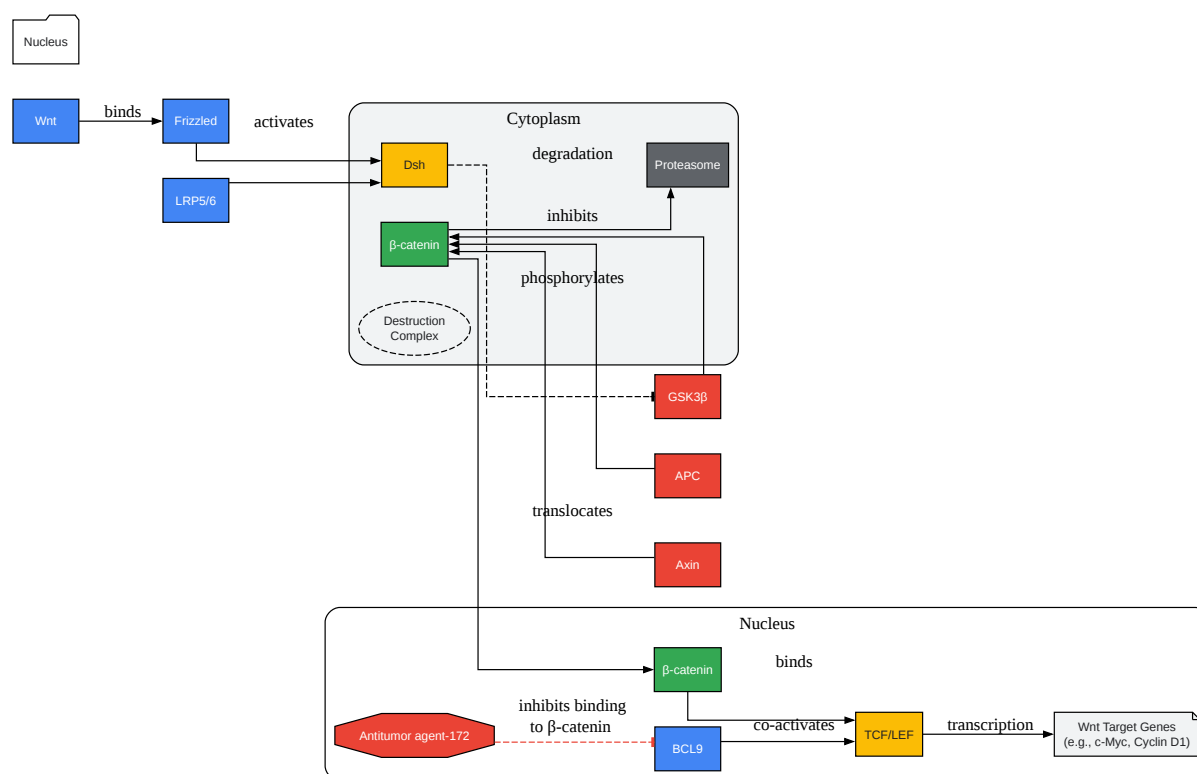 Nucleus
Wnt
binds
Frizzled
activates
LRP5/6
Cytoplasm
Dsh
degradation
Proteasome
inhibits
β-catenin
phosphorylates
Destruction
Complex
GSK3β
APC
translocates
Axin
Nucleus
β-catenin
binds
inhibits binding
to β-catenin
Antitumor agent-172
BCL9
co-activates
TCF/LEF
transcription
Wnt Target Genes
(e.g., c-Myc, Cyclin D1)